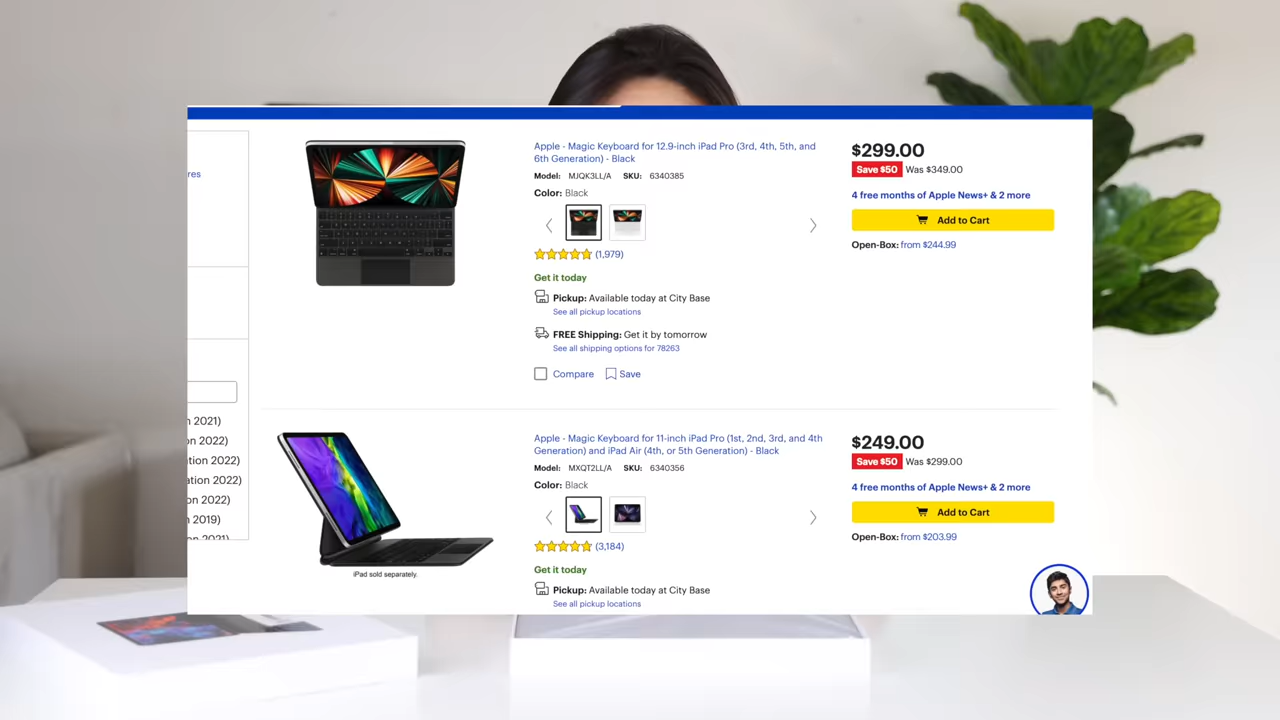 res
n 2021)
on 2022)
tion 2022)
ation 2022)
on 2022)
n 2019)
on 2021)
Apple - Magic Keyboard for 12.9-inch iPad Pro (3rd, 4th, 5th, and
6th Generation) - Black
Model: MJQK3LL/A SKU: 6340385
Color: Black
(1,979)
Get it today
Pickup: Available today at City Base
See all pickup locations
FREE Shipping: Get it by tomorrow
See all shipping options for 78263
Compare Save
$299.00
Save $50 Was $349.00
4 free months of Apple News+ & 2 more
Add to Cart
Open-Box: from $244.99
iPad sold separately.
Apple - Magic Keyboard for 11-inch iPad Pro (1st, 2nd, 3rd, and 4th
Generation) and iPad Air (4th, or 5th Generation) - Black
Model: MXQT2LL/A SKU: 6340356
Color: Black
(3,184)
Get it today
Pickup: Available today at City Base
See all pickup locations
$249.00
Save $50 Was $299.00
4 free months of Apple News+ & 2 more
Add to Cart
Open-Box: from $203.99